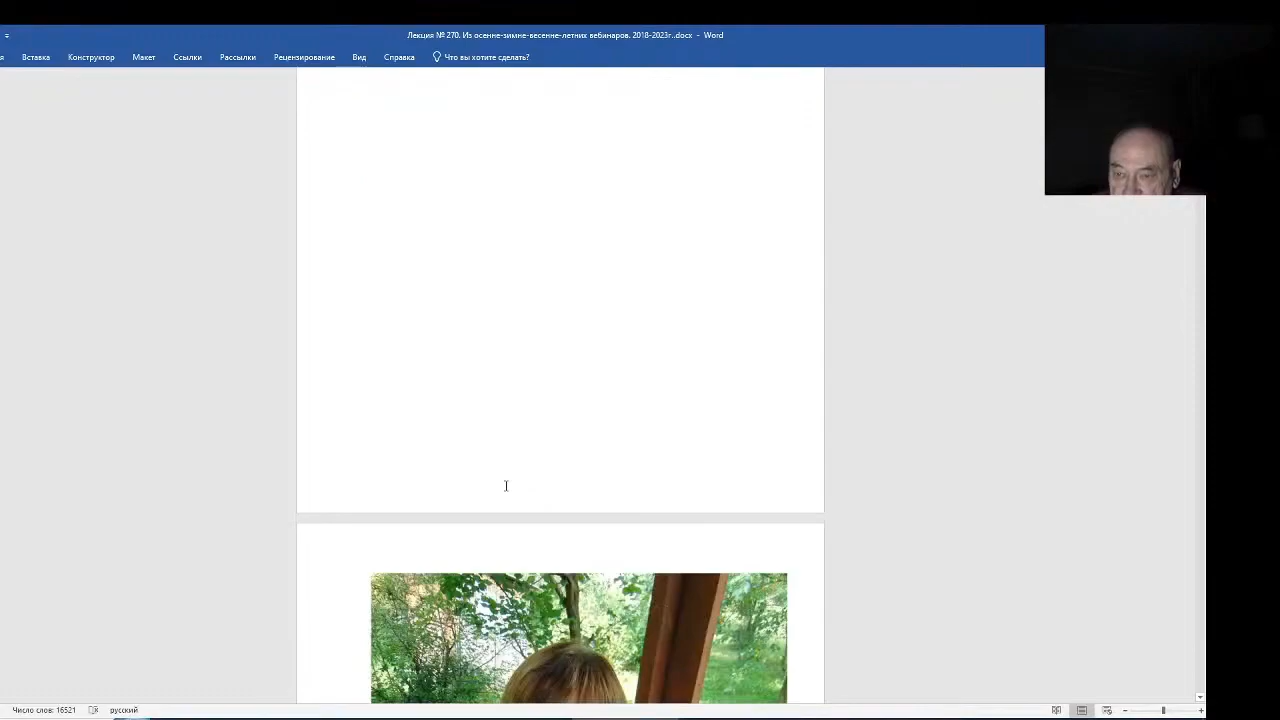 Лекция № 270. Из осенне-зимне-весенне-летних вебинаров. 2018-2023г..docx - Word
я Вставка Конструктор Макет Ссылки Рассылки Рецензирование Вид Справка Что вы хотите сделать?
Число слов: 16521 русский